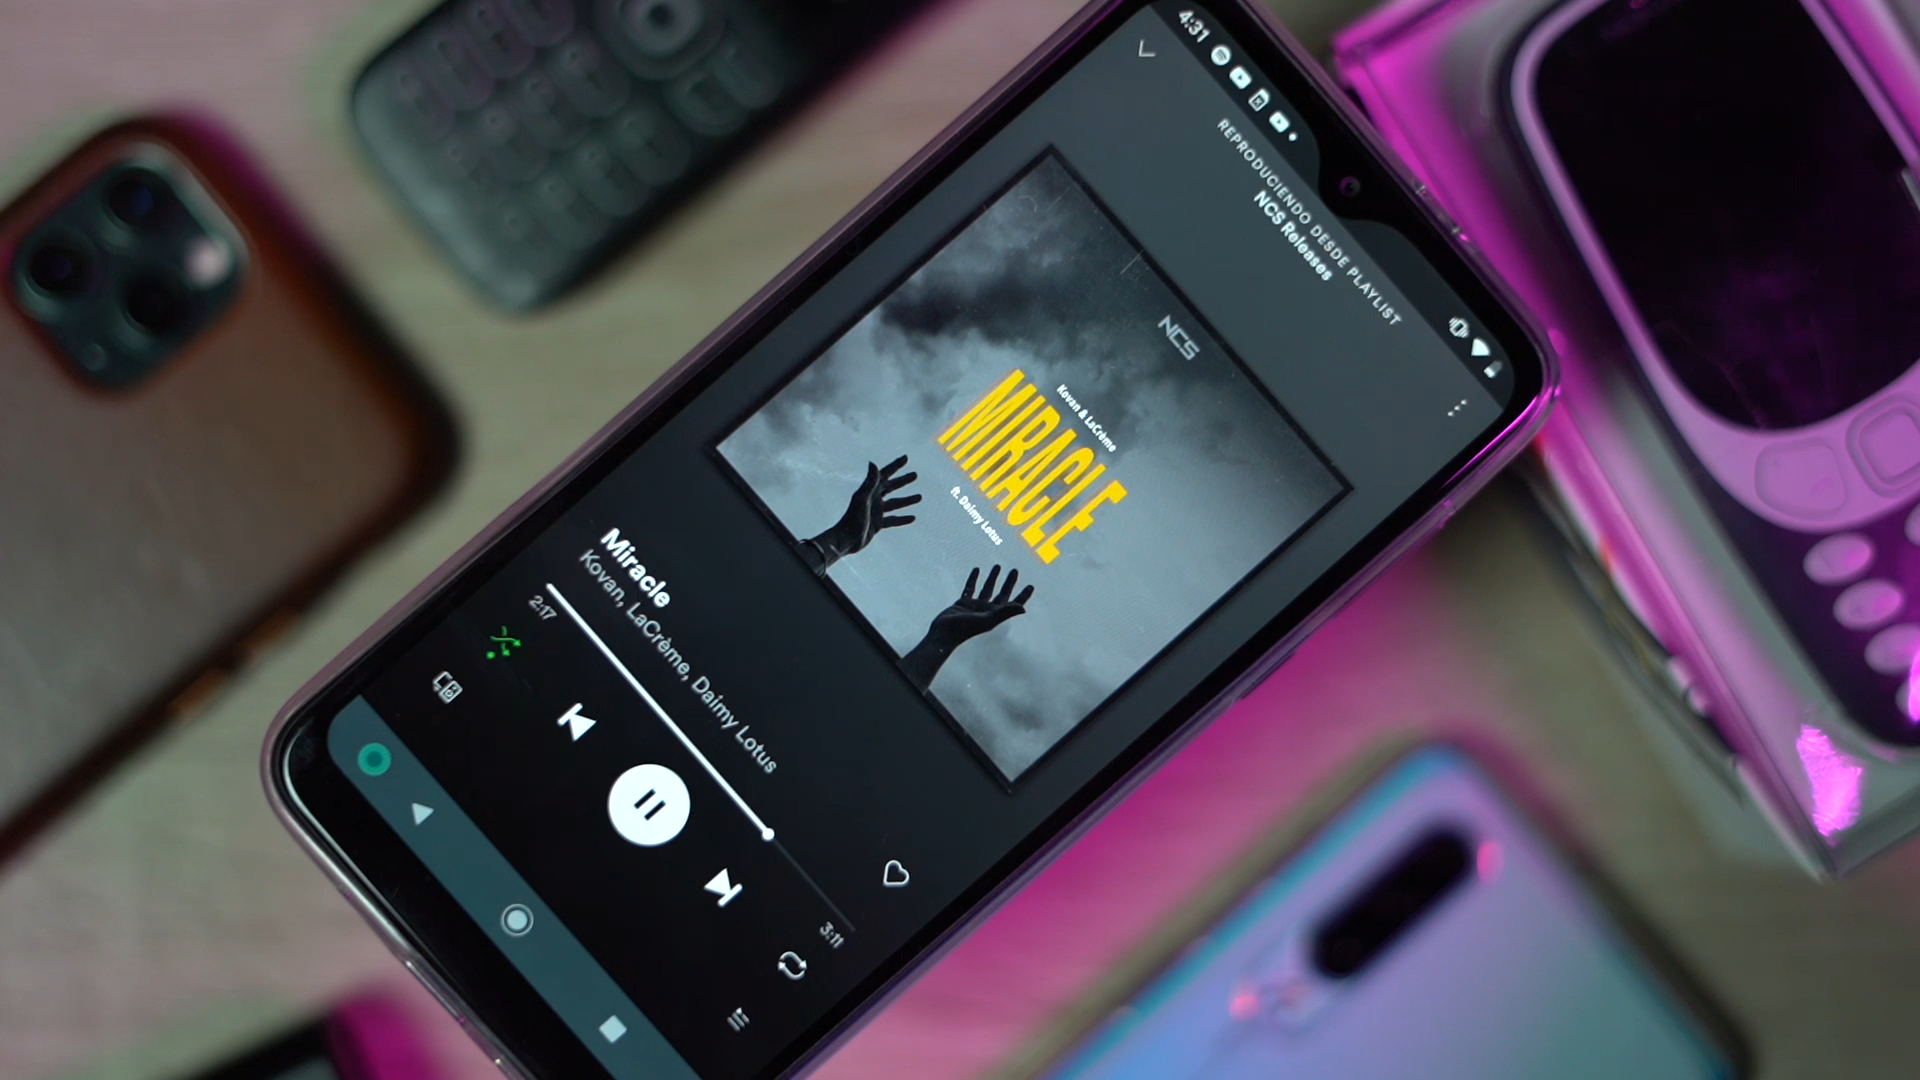 4:31
REPRODUCIENDO DESDE PLAYLIST
NCS Releases
NCS
Kovan & LaCrème
MIRACLE
ft. Daimy Lotus
Miracle
Kovan, LaCrème, Daimy Lotus
2:17
3:11